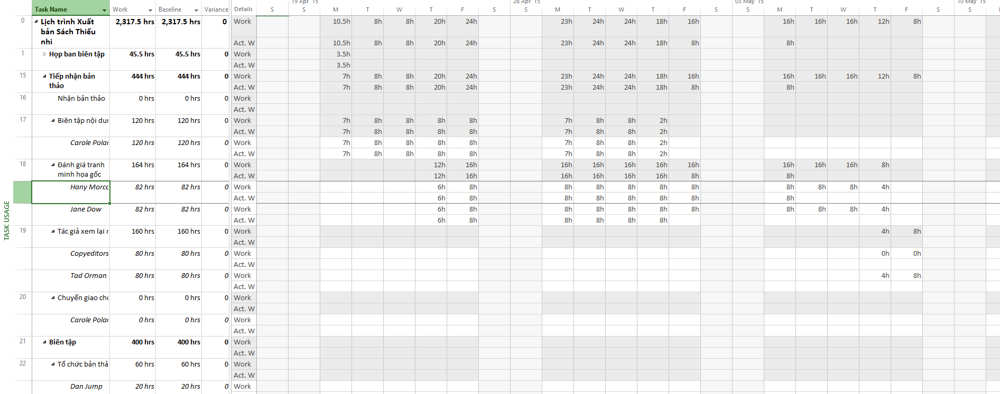 19 Apr '15 26 Apr '15 03 May '15 10 May '15
Task Name Work Baseline Variance Details S S M T W T F S S M T W T F S S M T W T F S S
0 Lịch trình Xuất bản Sách Thiếu nhi 2,317.5 hrs 2,317.5 hrs 0 Work 10.5h 8h 8h 20h 24h 23h 24h 24h 18h 16h 16h 16h 16h 12h 8h
Act. W 10.5h 8h 8h 20h 24h 23h 24h 24h 18h 8h 8h
1 Họp ban biên tập 45.5 hrs 45.5 hrs 0 Work 3.5h
Act. W 3.5h
15 Tiếp nhận bản thảo 444 hrs 444 hrs 0 Work 7h 8h 8h 20h 24h 23h 24h 24h 18h 16h 16h 16h 16h 12h 8h
Act. W 7h 8h 8h 20h 24h 23h 24h 24h 18h 8h 8h
16 Nhận bản thảo 0 hrs 0 hrs 0 Work
Act. W
17 Biên tập nội dur 120 hrs 120 hrs 0 Work 7h 8h 8h 8h 8h 7h 8h 8h 2h
Act. W 7h 8h 8h 8h 8h 7h 8h 8h 2h
Carole Polar 120 hrs 120 hrs 0 Work 7h 8h 8h 8h 8h 7h 8h 8h 2h
Act. W 7h 8h 8h 8h 8h 7h 8h 8h 2h
18 Đánh giá tranh minh họa gốc 164 hrs 164 hrs 0 Work 12h 16h 16h 16h 16h 16h 16h 16h 16h 16h 8h
Act. W 12h 16h 16h 16h 16h 16h 8h 8h
Hany Morcc 82 hrs 82 hrs 0 Work 6h 8h 8h 8h 8h 8h 8h 8h 8h 8h 4h
Act. W 6h 8h 8h 8h 8h 8h 8h 8h
Jane Dow 82 hrs 82 hrs 0 Work 6h 8h 8h 8h 8h 8h 8h 8h 8h 8h 4h
Act. W 6h 8h 8h 8h 8h 8h
19 Tác giả xem lại r 160 hrs 160 hrs 0 Work 4h 8h
Act. W
Copyeditors 80 hrs 80 hrs 0 Work 0h 0h
Act. W
Tad Orman 80 hrs 80 hrs 0 Work 4h 8h
Act. W
20 Chuyển giao chc 0 hrs 0 hrs 0 Work
Act. W
Carole Polar 0 hrs 0 hrs 0 Work
Act. W
21 Biên tập 400 hrs 400 hrs 0 Work
Act. W
22 Tổ chức bản thả 60 hrs 60 hrs 0 Work
Act. W
Dan Jump 20 hrs 20 hrs 0 Work
TASK USAGE